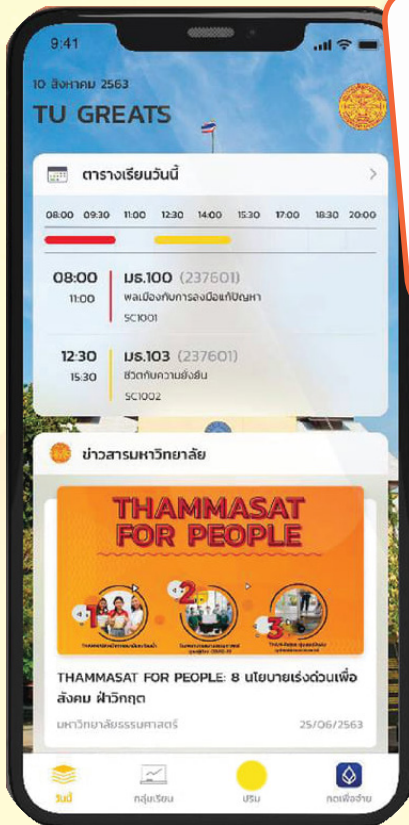 9:41
10 สิงหาคม 2563
TU GREATS
ตารางเรียนวันนี้
08:00 09:30 11:00 12:30 14:00 15:30 17:00 18:30 20:00
08:00 มธ.100 (237601)
11:00 พลเมืองกับการลงมือแก้ปัญหา
SC1001
12:30 มธ.103 (237601)
15:30 ชีวิตกับความยั่งยืน
SC1002
ข่าวสารมหาวิทยาลัย
THAMMASAT
FOR PEOPLE
1 2 3
THAMMASAT FOR PEOPLE: 8 นโยบายเร่งด่วนเพื่อ
สังคม ฝ่าวิกฤต
มหาวิทยาลัยธรรมศาสตร์ 25/06/2563
วันนี้ กลุ่มเรียน ปริม กดเพื่อจ่าย